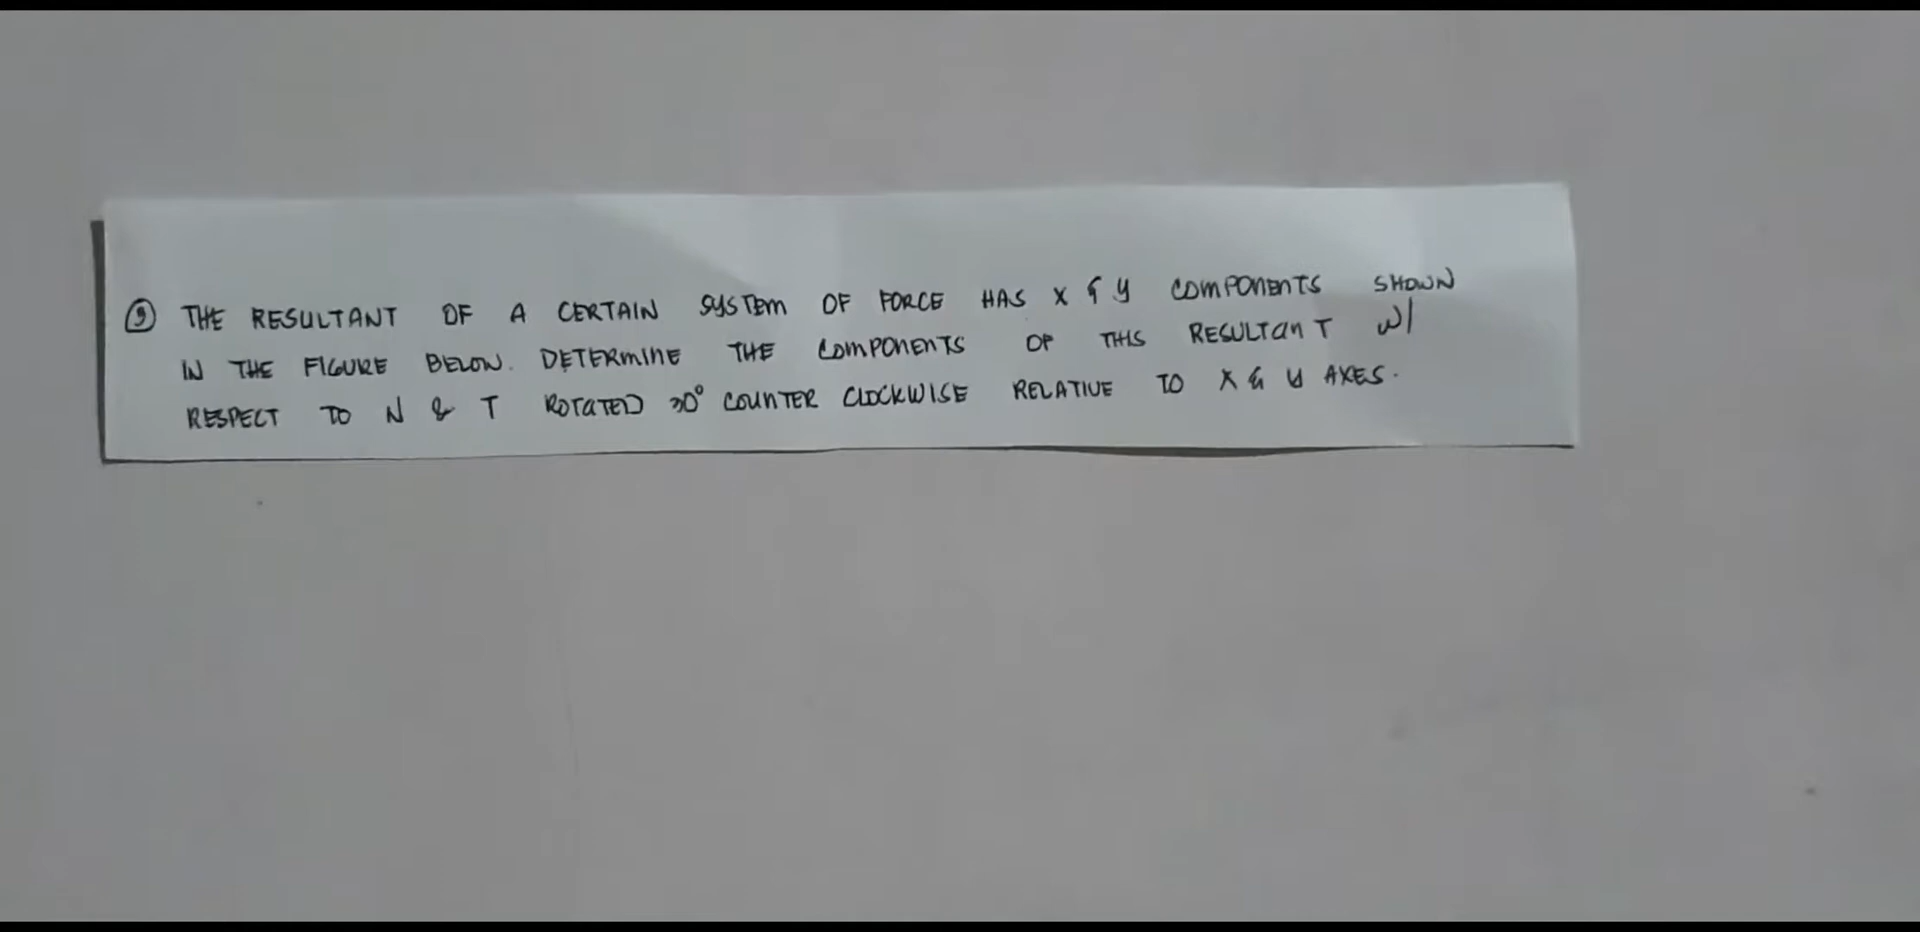 ③ THE RESULTANT OF A CERTAIN SYSTEM OF FORCE HAS X & Y COMPONENTS SHOWN
IN THE FIGURE BELOW. DETERMINE THE COMPONENTS OF THIS RESULTANT W/
RESPECT TO N & T ROTATED 30° COUNTER CLOCKWISE RELATIVE TO X & Y AXES.